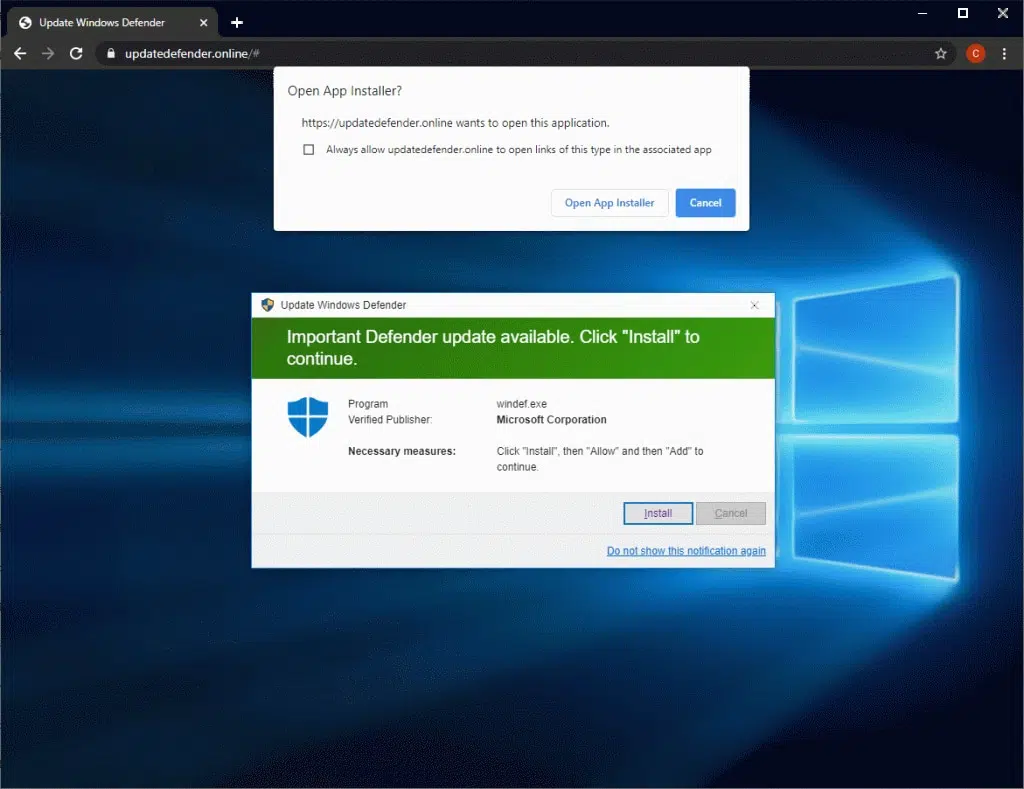 Update Windows Defender
updatedefender.online/#
C
Open App Installer?
https://updatedefender.online wants to open this application.
Always allow updatedefender.online to open links of this type in the associated app
Open App Installer Cancel
Update Windows Defender
Important Defender update available. Click "Install" to
continue.
Program windef.exe
Verified Publisher: Microsoft Corporation
Necessary measures: Click "Install", then "Allow" and then "Add" to
continue.
Install Cancel
Do not show this notification again